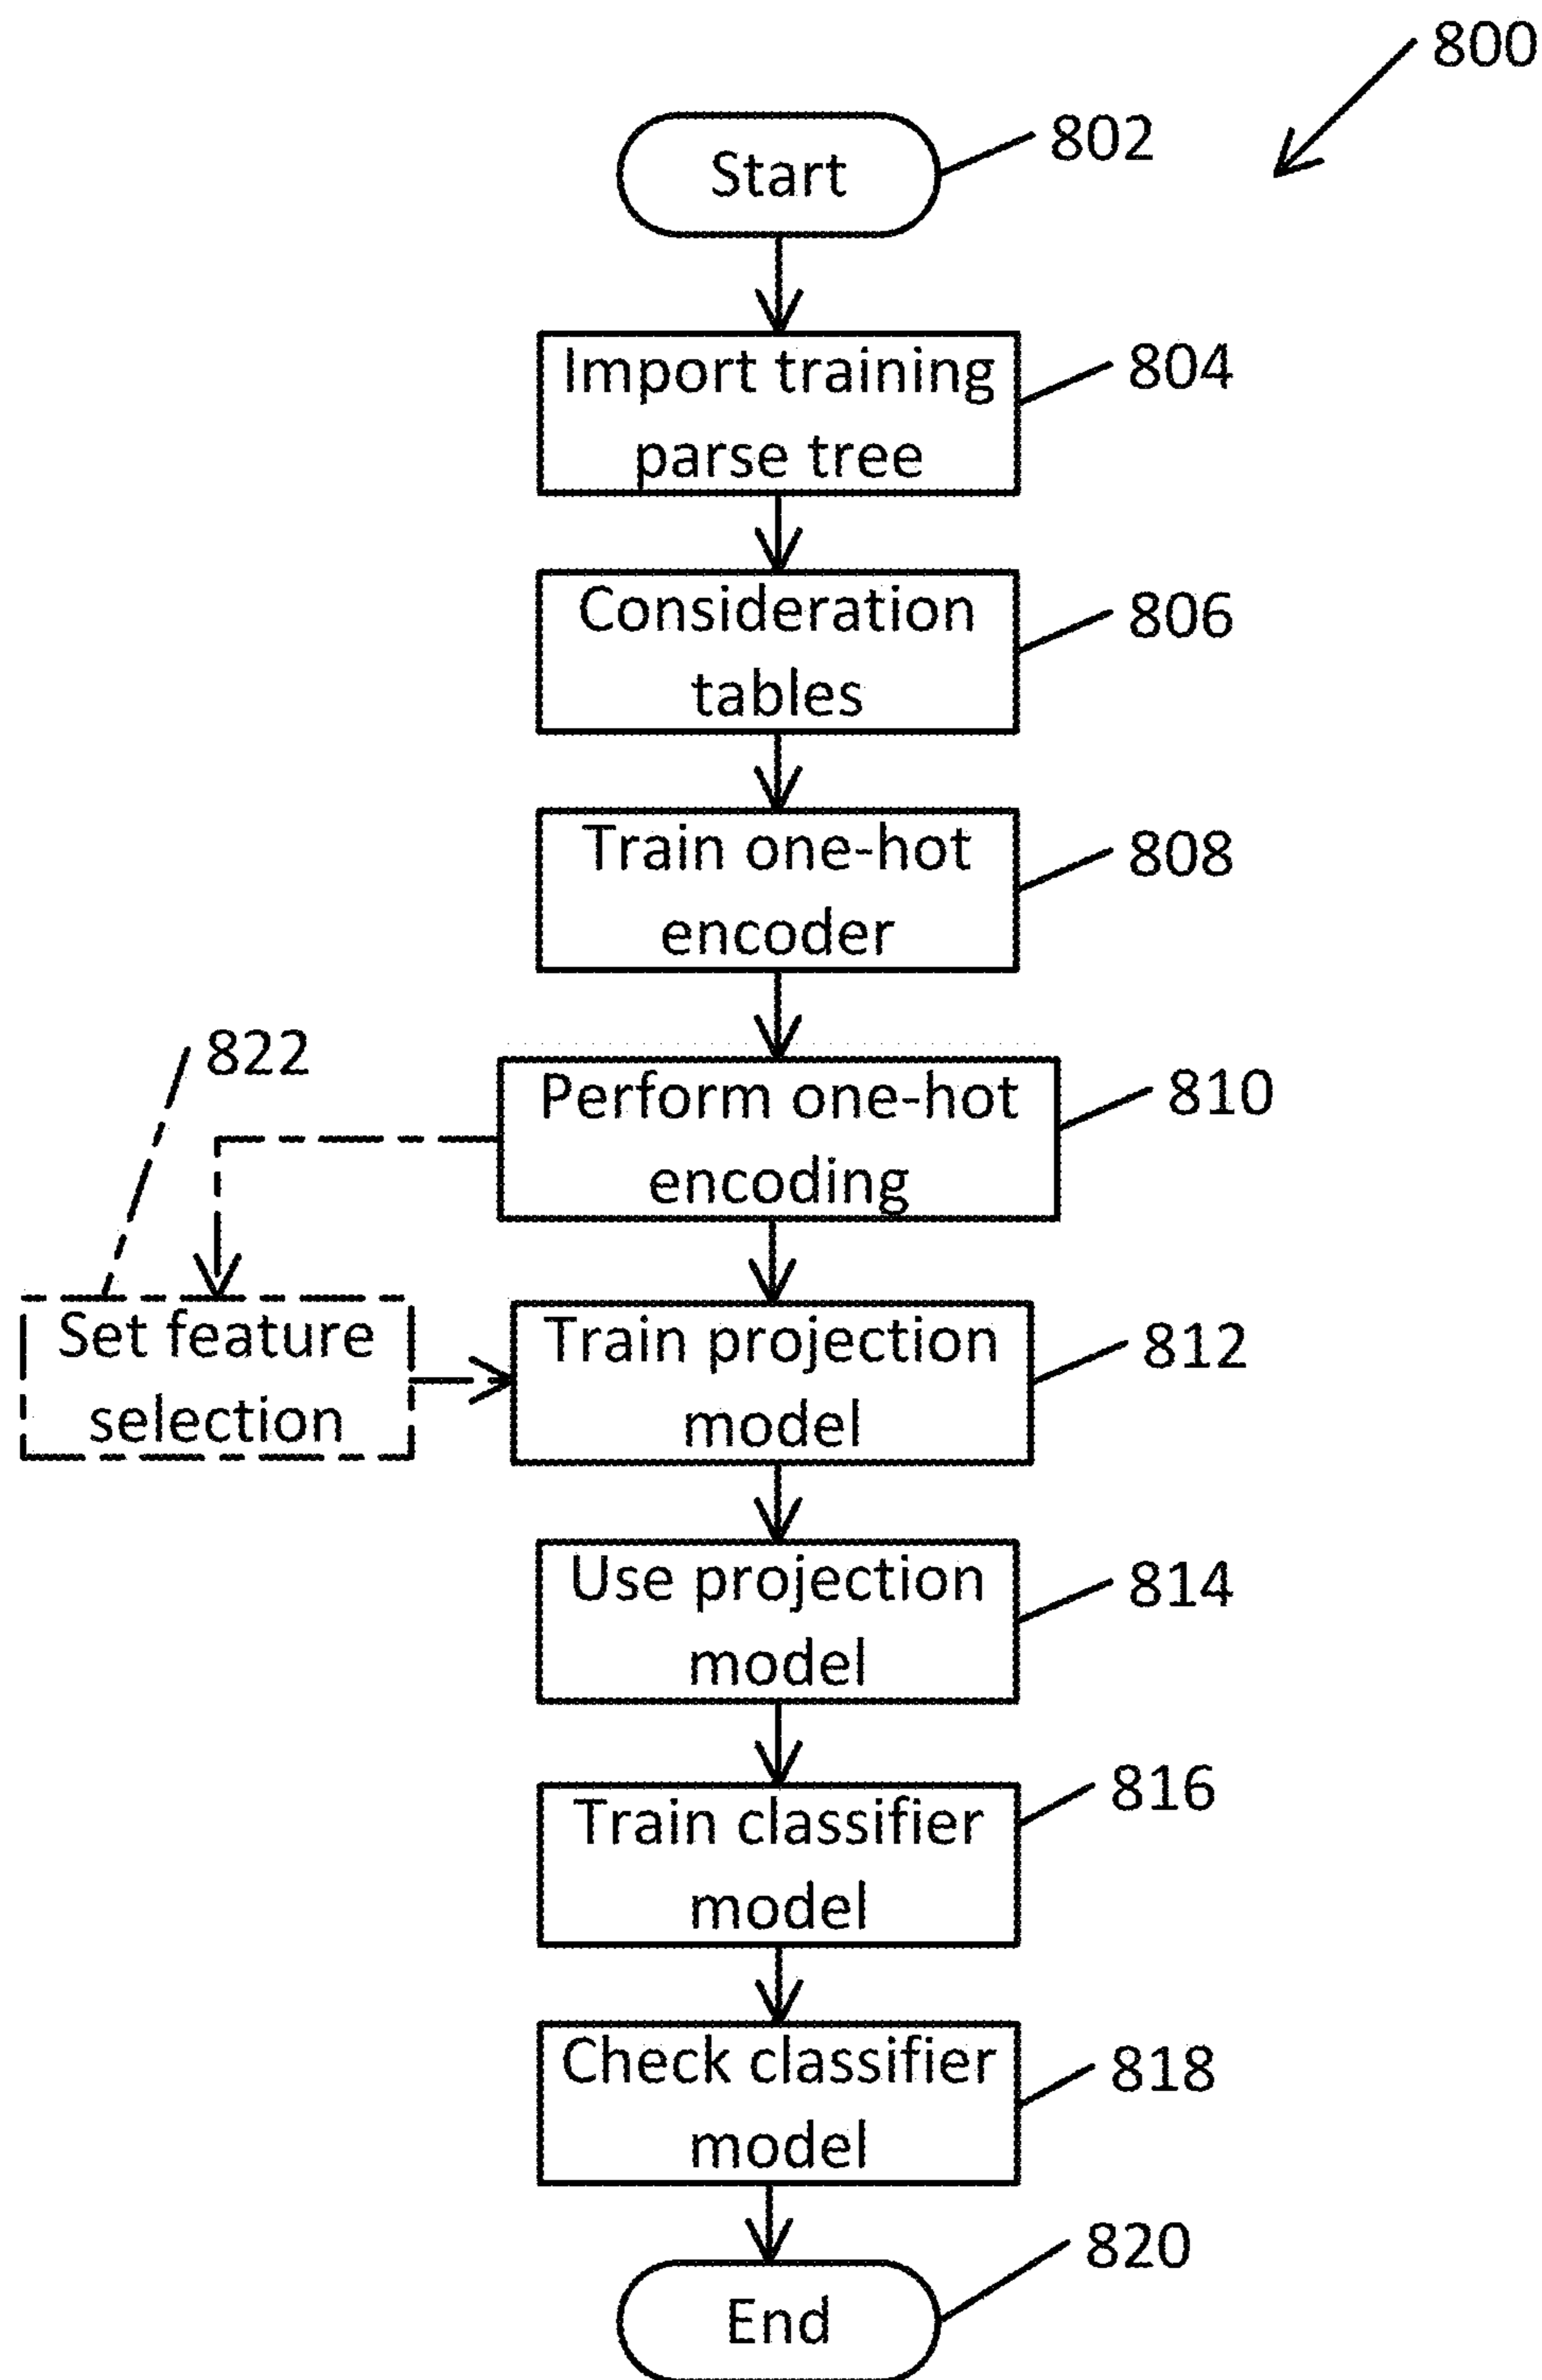 800
Start
802
Import training
parse tree
804
Consideration
tables
806
Train one-hot
encoder
808
822
Perform one-hot
encoding
810
Set feature
selection
Train projection
model
812
Use projection
model
814
Train classifier
model
816
Check classifier
model
818
End
820